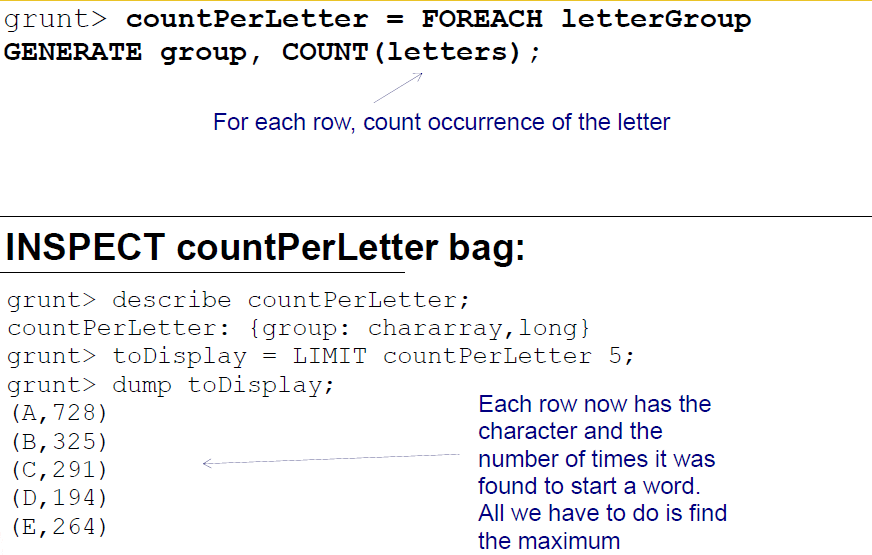 grunt> countPerLetter = FOREACH letterGroup
GENERATE group, COUNT(letters);
For each row, count occurrence of the letter
INSPECT countPerLetter bag:
grunt> describe countPerLetter;
countPerLetter: {group: chararray,long}
grunt> toDisplay = LIMIT countPerLetter 5;
grunt> dump toDisplay;
(A,728)
(B,325)
(C,291)
(D,194)
(E,264)
Each row now has the
character and the
number of times it was
found to start a word.
All we have to do is find
the maximum